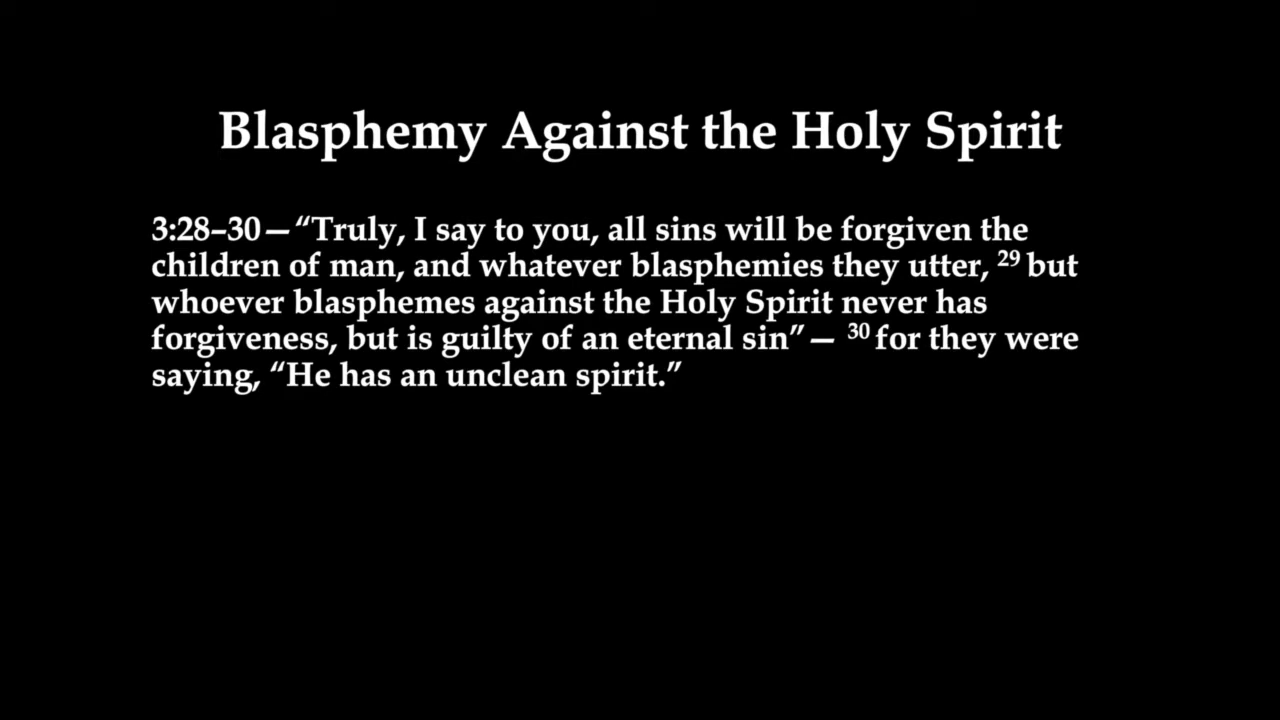 Blasphemy Against the Holy Spirit
3:28–30—“Truly, I say to you, all sins will be forgiven the
children of man, and whatever blasphemies they utter, 29 but
whoever blasphemes against the Holy Spirit never has
forgiveness, but is guilty of an eternal sin”— 30 for they were
saying, “He has an unclean spirit.”